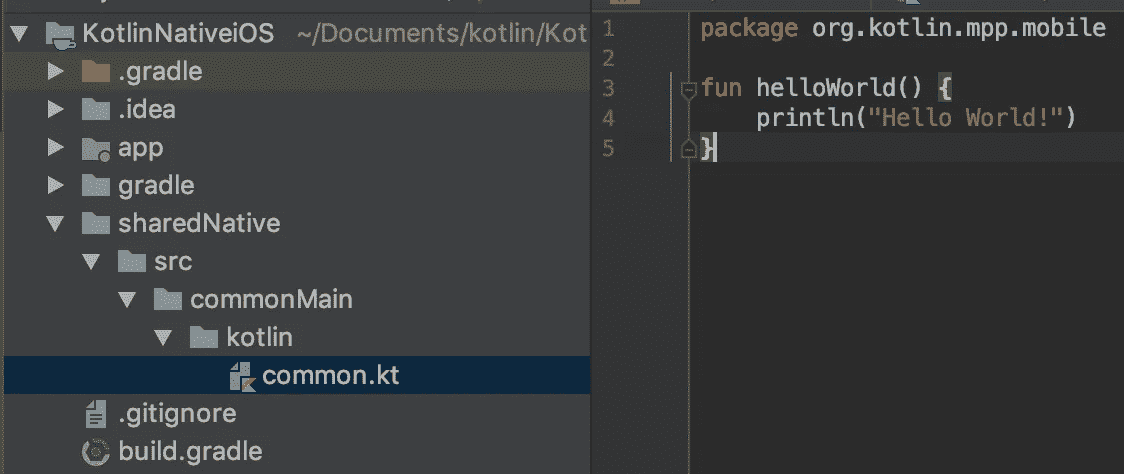 KotlinNativeiOS ~/Documents/kotlin/Kot
.gradle
.idea
app
gradle
sharedNative
src
commonMain
kotlin
common.kt
.gitignore
build.gradle
1 package org.kotlin.mpp.mobile
2
3 fun helloWorld() {
4 println("Hello World!")
5 }